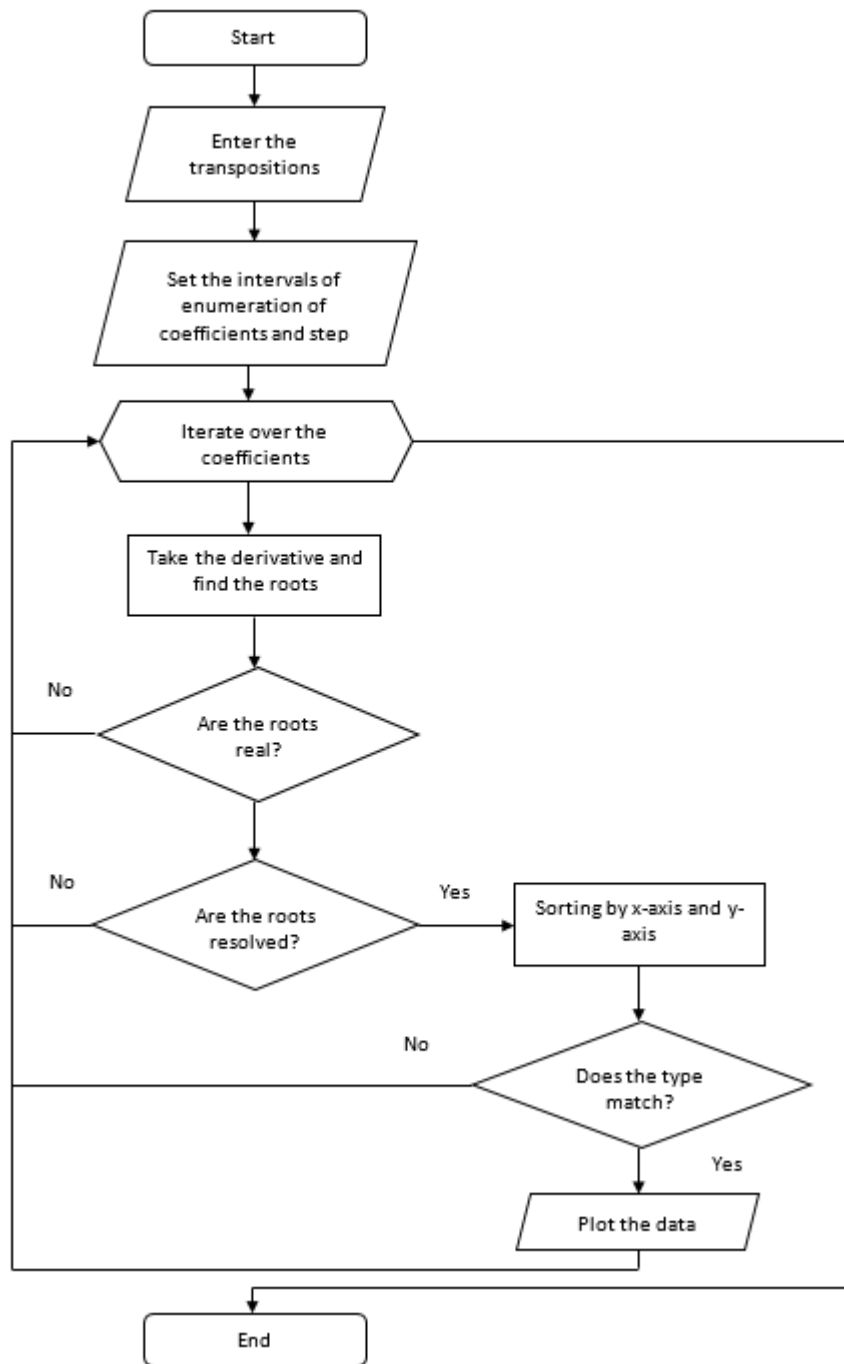 Start
Enter the
transpositions
Set the intervals of
enumeration of
coefficients and step
Iterate over the
coefficients
Take the derivative and
find the roots
No
Are the roots
real?
No
Are the roots
resolved?
Yes
Sorting by x-axis and y-
axis
No
Does the type
match?
Yes
Plot the data
End